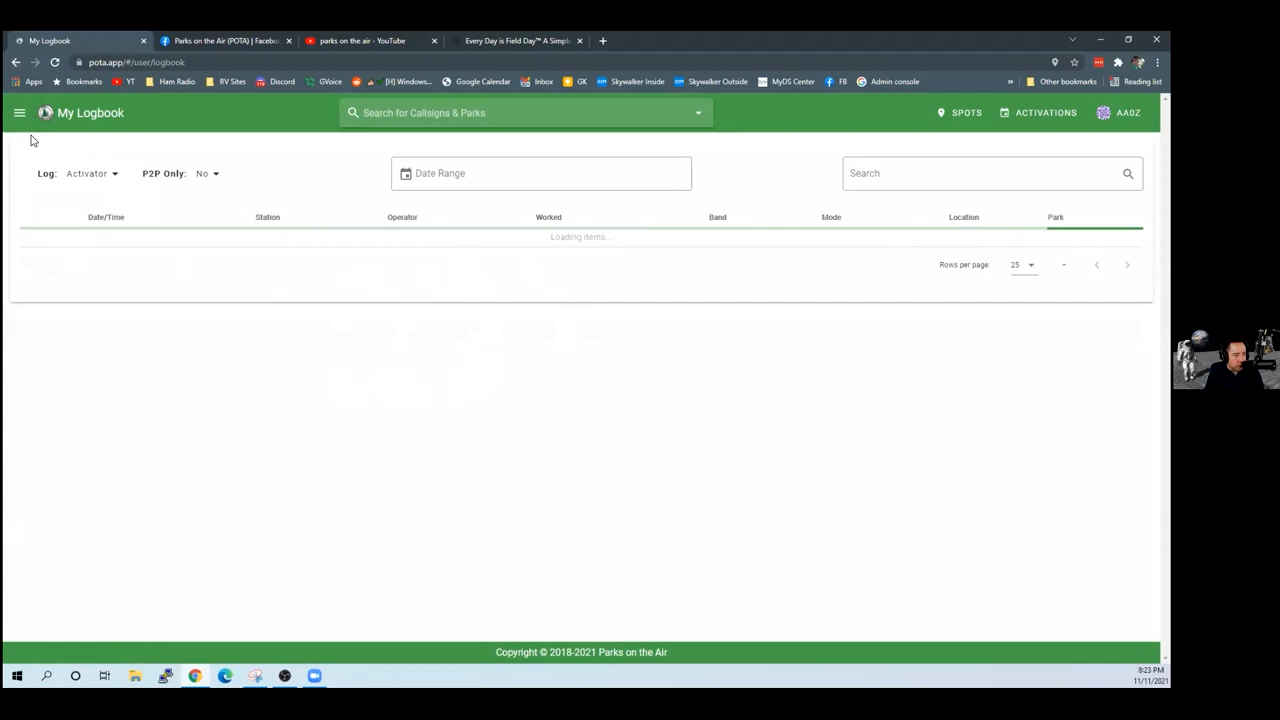 My Logbook
Parks on the Air (POTA) | Facebo
parks on the air - YouTube
Every Day is Field Day™ A Simple
pota.app/#/user/logbook
Apps Bookmarks YT Ham Radio RV Sites Discord GVoice [H] Windows... Google Calendar Inbox GK Skywalker Inside Skywalker Outside MyDS Center FB Admin console » Other bookmarks Reading list
My Logbook Search for Callsigns & Parks SPOTS ACTIVATIONS AA0Z
Log: Activator P2P Only: No Date Range Search
Date/Time Station Operator Worked Band Mode Location Park
Loading items...
Rows per page: 25 –
Copyright © 2018-2021 Parks on the Air
8:23 PM
11/11/2021